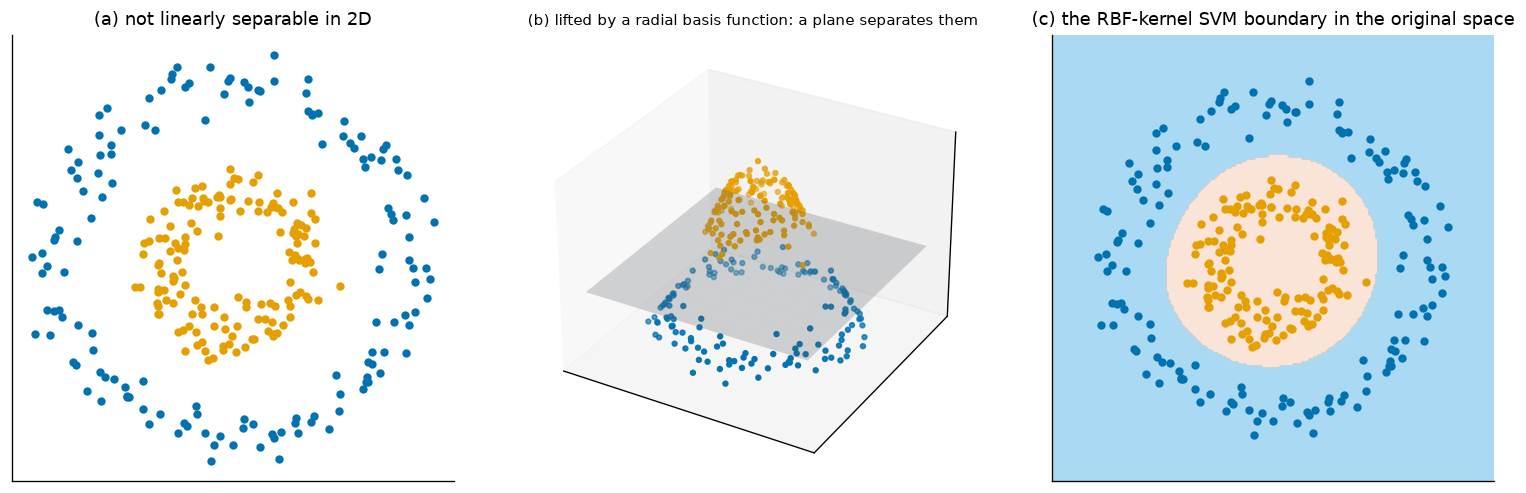 (a) not linearly separable in 2D
(b) lifted by a radial basis function: a plane separates them
(c) the RBF-kernel SVM boundary in the original space